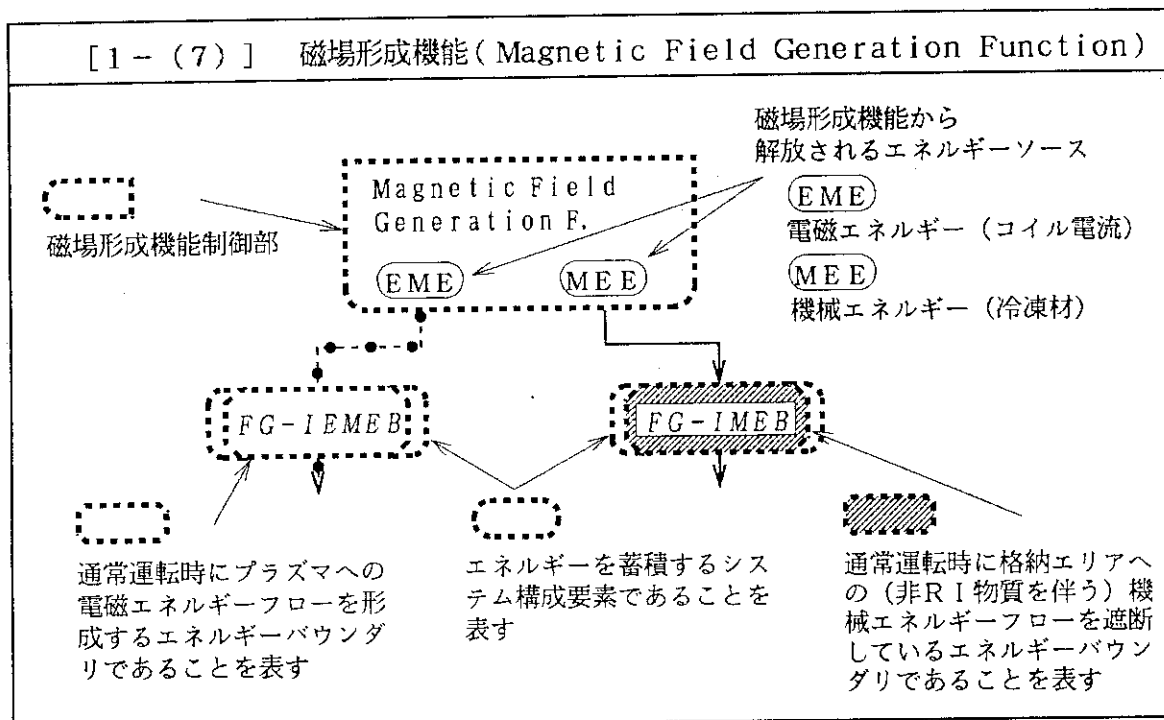 [1-(7)] 磁場形成機能(Magnetic Field Generation Function)
磁場形成機能から
解放されるエネルギーソース
EME
電磁エネルギー(コイル電流)
MEE
機械エネルギー(冷凍材)
磁場形成機能制御部
Magnetic Field
Generation F.
EME
MEE
FG-IEMEB
FG-IMEB
通常運転時にプラズマへの
電磁エネルギーフローを形
成するエネルギーバウンダ
リであることを表す
エネルギーを蓄積するシス
テム構成要素であることを
表す
通常運転時に格納エリアへ
の(非RI物質を伴う)機
械エネルギーフローを遮断
しているエネルギーバウン
ダリであることを表す